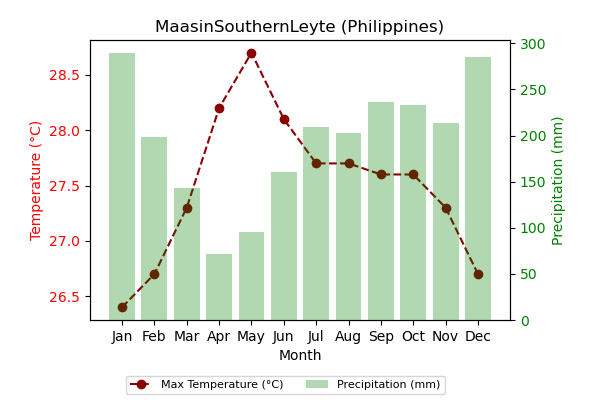 MaasinSouthernLeyte (Philippines)
Temperature (°C)
28.5
28.0
27.5
27.0
26.5
300
250
200
150
100
50
0
Precipitation (mm)
Jan Feb Mar Apr May Jun Jul Aug Sep Oct Nov Dec
Month
Max Temperature (°C) Precipitation (mm)